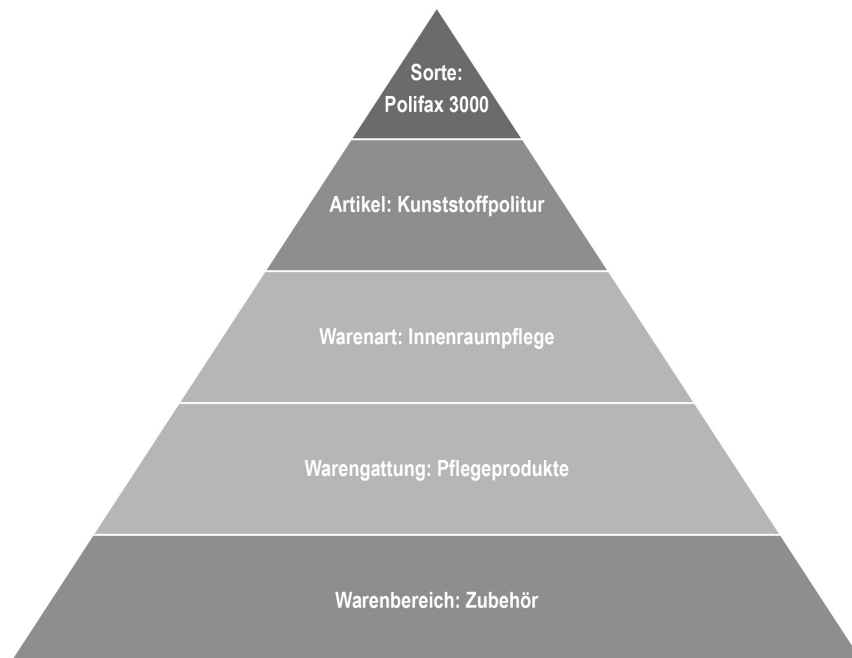 Sorte:
Polifax 3000
Artikel: Kunststoffpolitur
Warenart: Innenraumpflege
Warengattung: Pflegeprodukte
Warenbereich: Zubehör